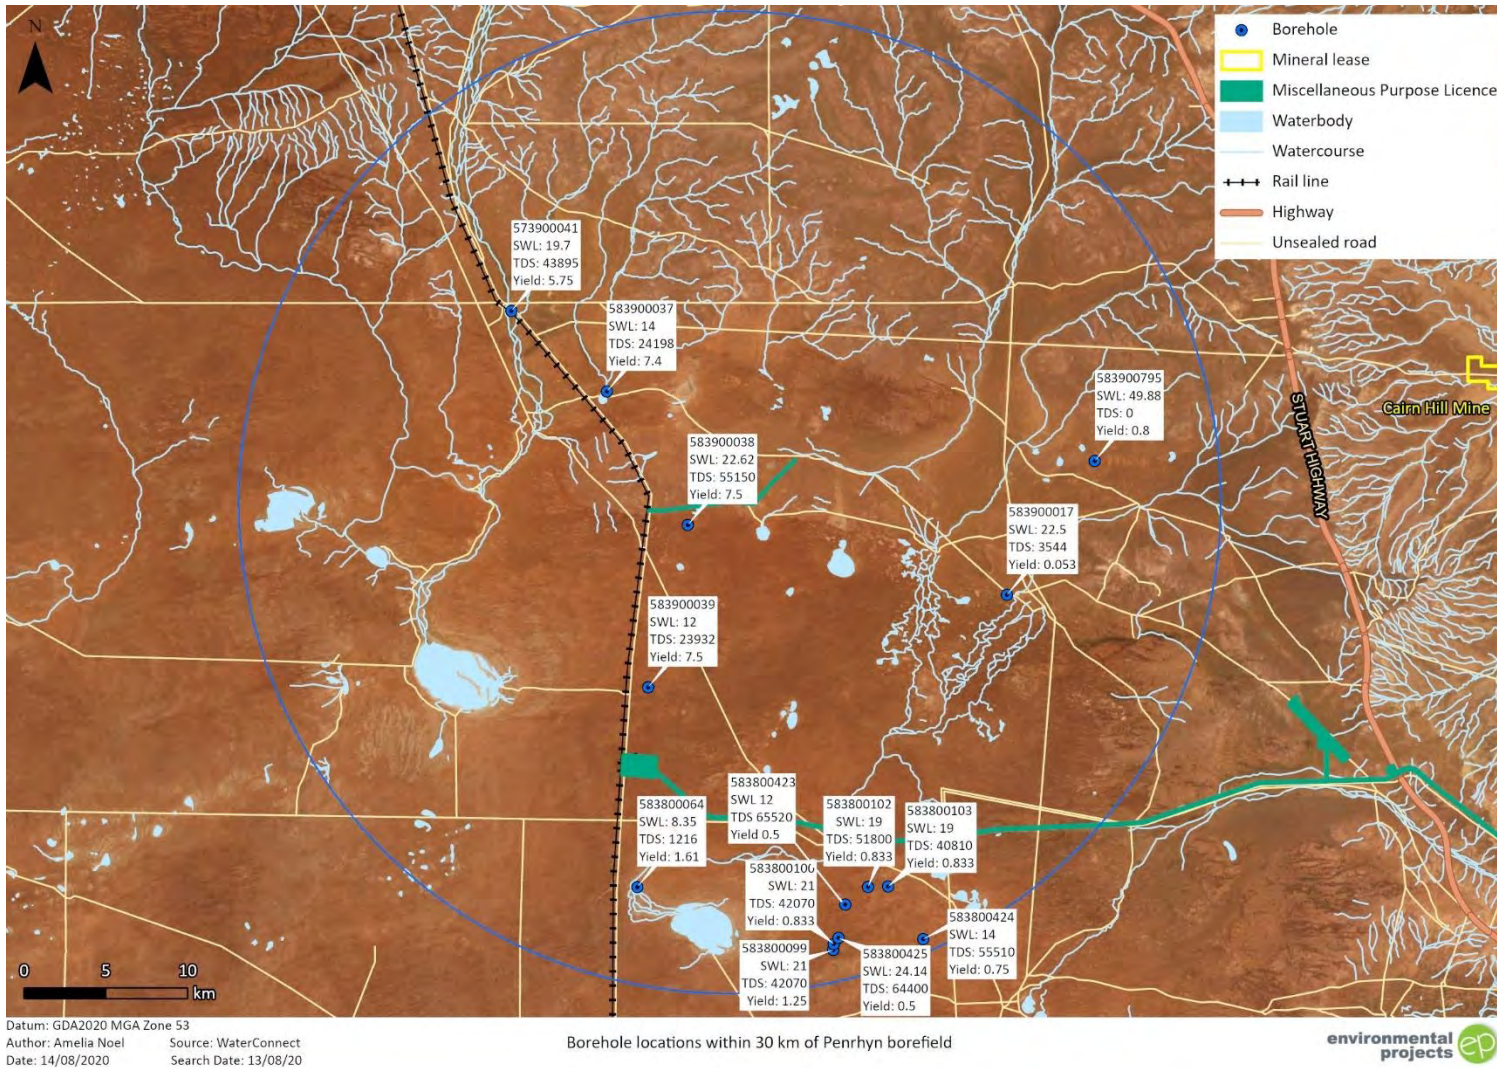 N
Borehole
Mineral lease
Miscellaneous Purpose Licence
Waterbody
Watercourse
Rail line
Highway
Unsealed road
573900041
SWL: 19.7
TDS: 43895
Yield: 5.75
583900037
SWL: 14
TDS: 24198
Yield: 7.4
583900795
SWL: 49.88
TDS: 0
Yield: 0.8
Cairn Hill Mine
STUART HIGHWAY
583900038
SWL: 22.62
TDS: 55150
Yield: 7.5
583900017
SWL: 22.5
TDS: 3544
Yield: 0.053
583900039
SWL: 12
TDS: 23932
Yield: 7.5
583800064
SWL: 8.35
TDS: 1216
Yield: 1.61
583800423
SWL 12
TDS 65520
Yield 0.5
583800102
SWL: 19
TDS: 51800
Yield: 0.833
583800103
SWL: 19
TDS: 40810
Yield: 0.833
583800100
SWL: 21
TDS: 42070
Yield: 0.833
583800099
SWL: 21
TDS: 42070
Yield: 1.25
583800425
SWL: 24.14
TDS: 64400
Yield: 0.5
583800424
SWL: 14
TDS: 55510
Yield: 0.75
0 5 10
km
Datum: GDA2020 MGA Zone 53
Author: Amelia Noel Source: WaterConnect
Date: 14/08/2020 Search Date: 13/08/20
Borehole locations within 30 km of Penrhyn borefield
environmental
projects
ep